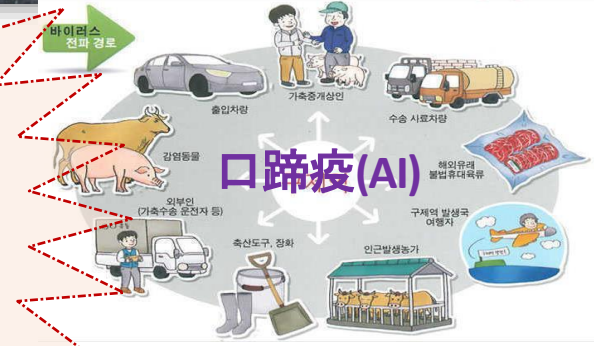 바이러스
전파 경로
출입차량
가축중개상인
수송 사료차량
감염동물
口蹄疫(AI)
해외유래
불법휴대육류
외부인
(가축수송 운전자 등)
구제역 발생국
여행자
축산도구, 장화
인근발생농가